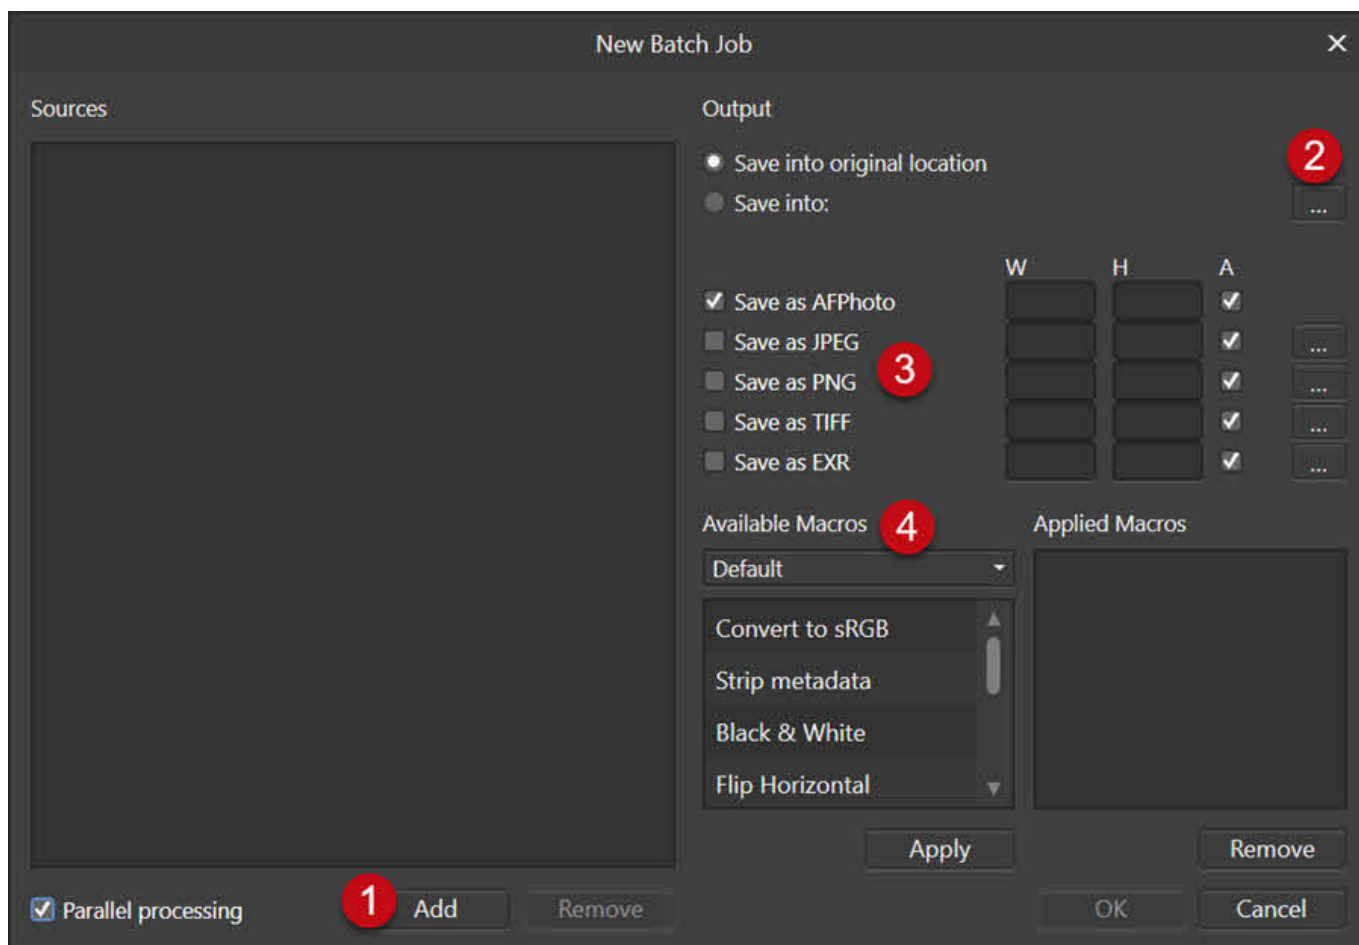 New Batch Job
Sources
Output
Save into original location
2
Save into:
...
W H A
Save as AFPhoto
Save as JPEG
...
3
Save as PNG
...
Save as TIFF
...
Save as EXR
...
Available Macros
4
Applied Macros
Default
Convert to sRGB
Strip metadata
Black & White
Flip Horizontal
Apply
Remove
Parallel processing
1
Add
Remove
OK
Cancel